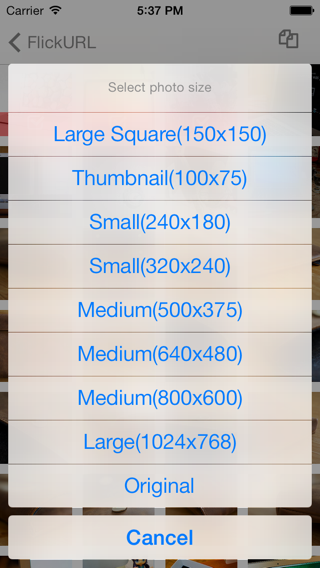 Carrier 5:37 PM
FlickURL
Select photo size
Large Square(150x150)
Thumbnail(100x75)
Small(240x180)
Small(320x240)
Medium(500x375)
Medium(640x480)
Medium(800x600)
Large(1024x768)
Original
Cancel